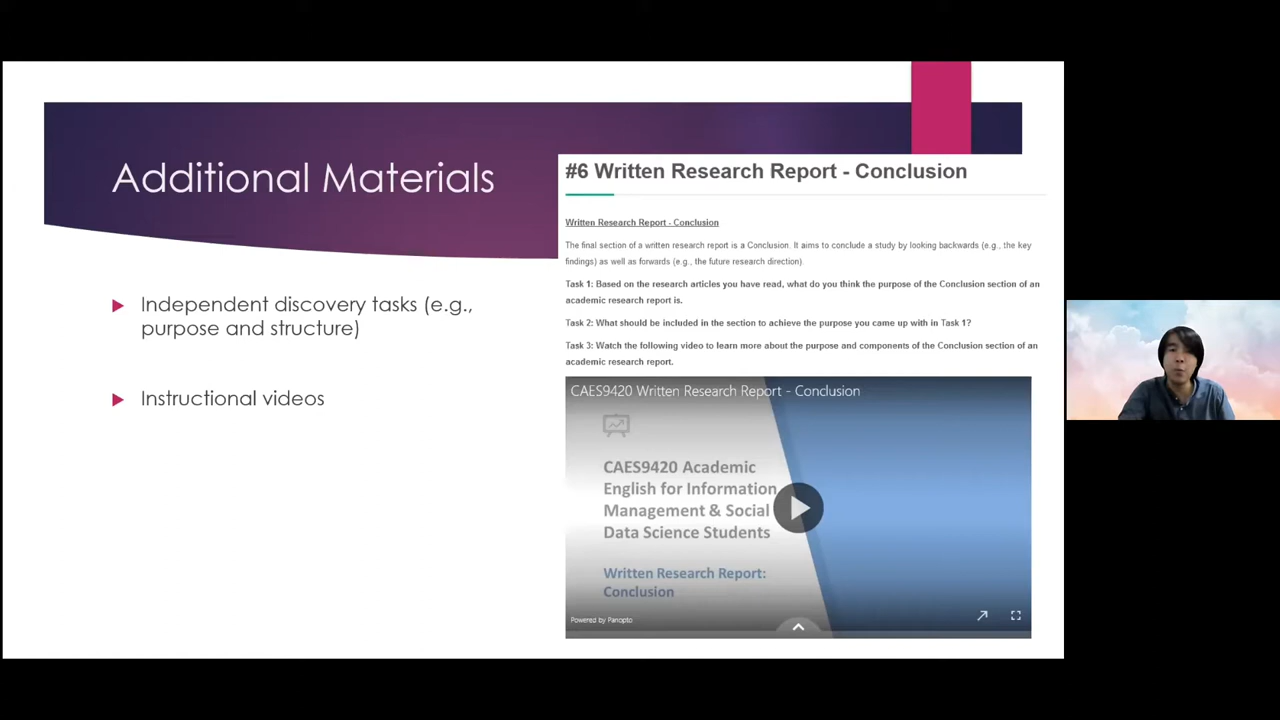 Additional Materials
Independent discovery tasks (e.g.,
purpose and structure)
Instructional videos
#6 Written Research Report - Conclusion
Written Research Report - Conclusion
The final section of a written research report is a Conclusion. It aims to conclude a study by looking backwards (e.g., the key
findings) as well as forwards (e.g., the future research direction).
Task 1: Based on the research articles you have read, what do you think the purpose of the Conclusion section of an
academic research report is.
Task 2: What should be included in the section to achieve the purpose you came up with in Task 1?
Task 3: Watch the following video to learn more about the purpose and components of the Conclusion section of an
academic research report.
CAES9420 Written Research Report - Conclusion
CAES9420 Academic
English for Information
Management & Social
Data Science Students
Written Research Report:
Conclusion
Powered by Panopto